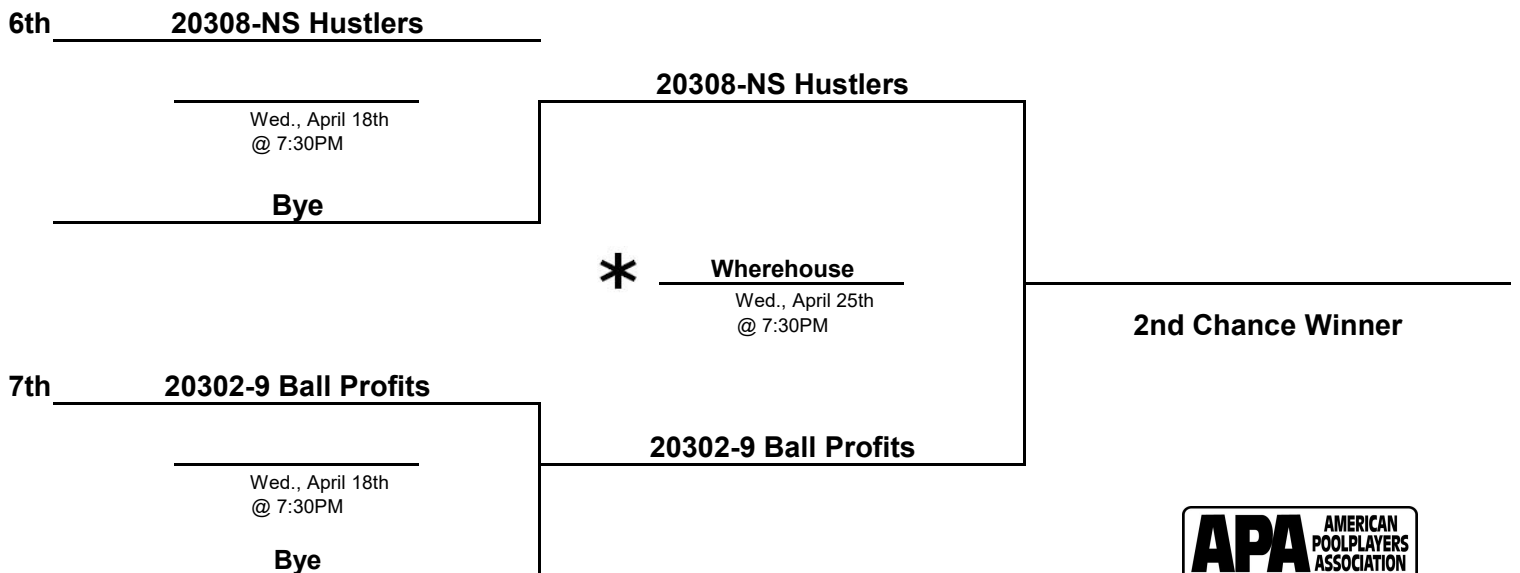 6th 20308-NS Hustlers
20308-NS Hustlers
Wed., April 18th
@ 7:30PM
Bye
* Wherehouse
Wed., April 25th
@ 7:30PM
2nd Chance Winner
7th 20302-9 Ball Profits
20302-9 Ball Profits
Wed., April 18th
@ 7:30PM
Bye
APA AMERICAN
POOLPLAYERS
ASSOCIATION